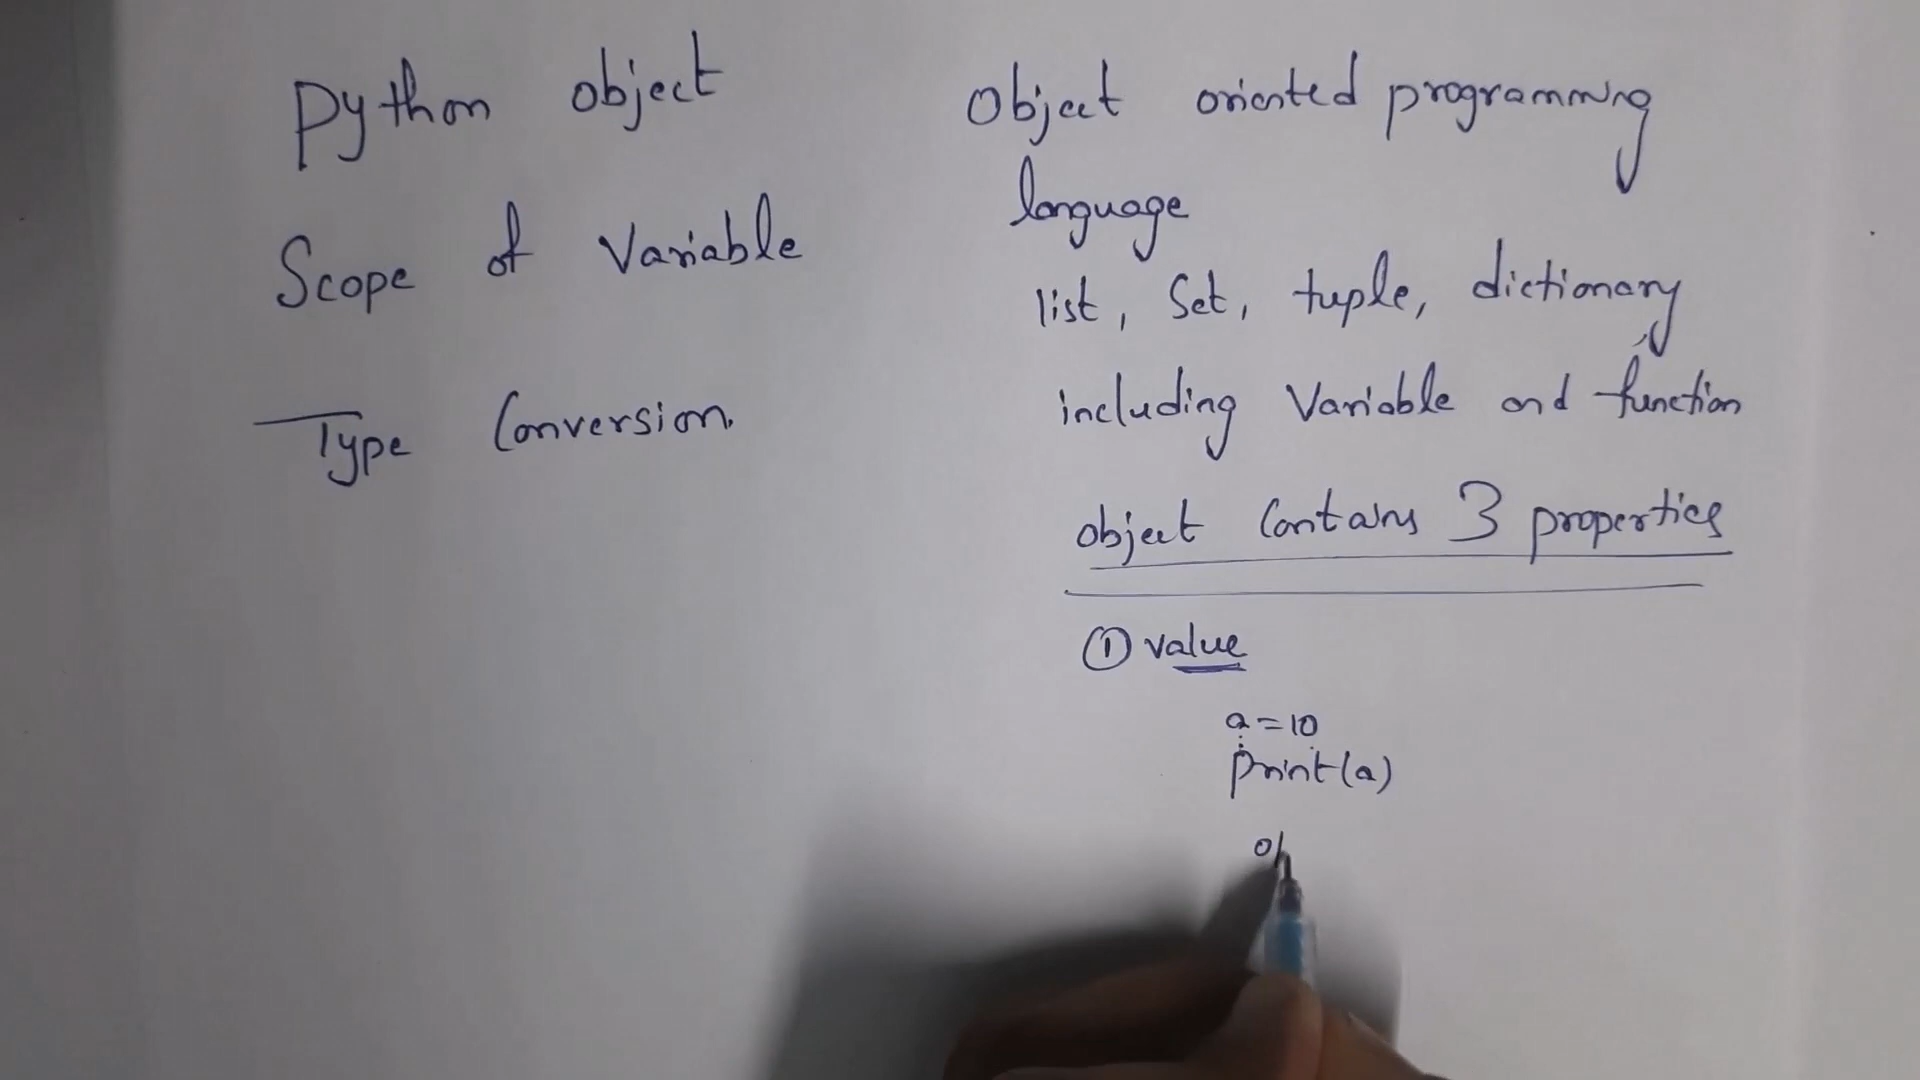 Python object
Scope of Variable
Type Conversion.
Object oriented programming
language
list, Set, tuple, dictionary,
including Variable and function
object Contains 3 properties
① value
a = 10
print(a)
o/